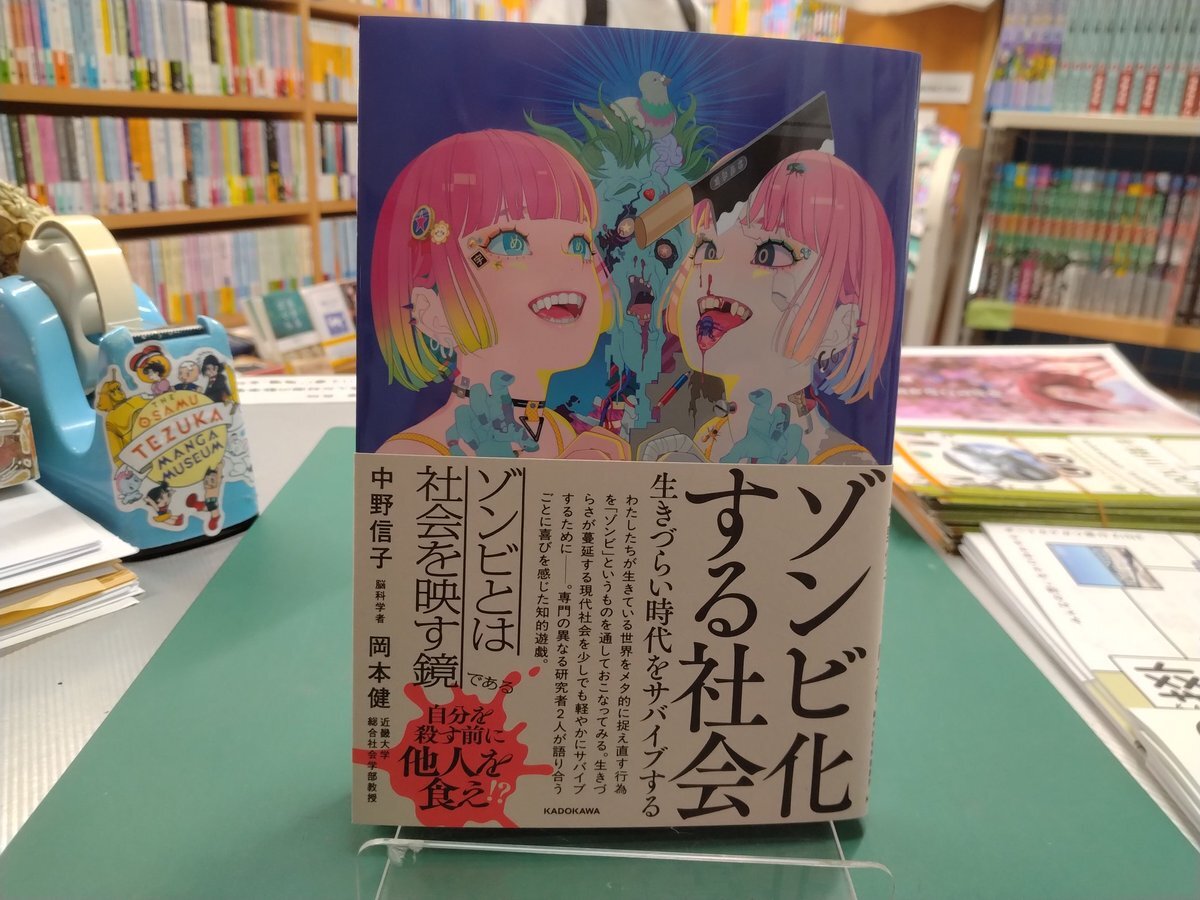 ゾンビ化
する社会
生きづらい時代をサバイブする
わたしたちが生きている世界をメタ的に捉え直す行為
を「ゾンビ」というものを通しておこなってみる。生きづ
らさが蔓延する現代社会を少しでも軽やかにサバイブ
するために――。専門の異なる研究者2人が語り合う
ごとに喜びを感じた知的遊戯。
ゾンビとは
社会を映す鏡である
中野信子 脳科学者
岡本健 近畿大学
総合社会学部教授
自分を
殺す前に
他人を
食え!?
KADOKAWA
め
め
0
0
THE
OSAMU
TEZUKA
MANGA
MUSEUM